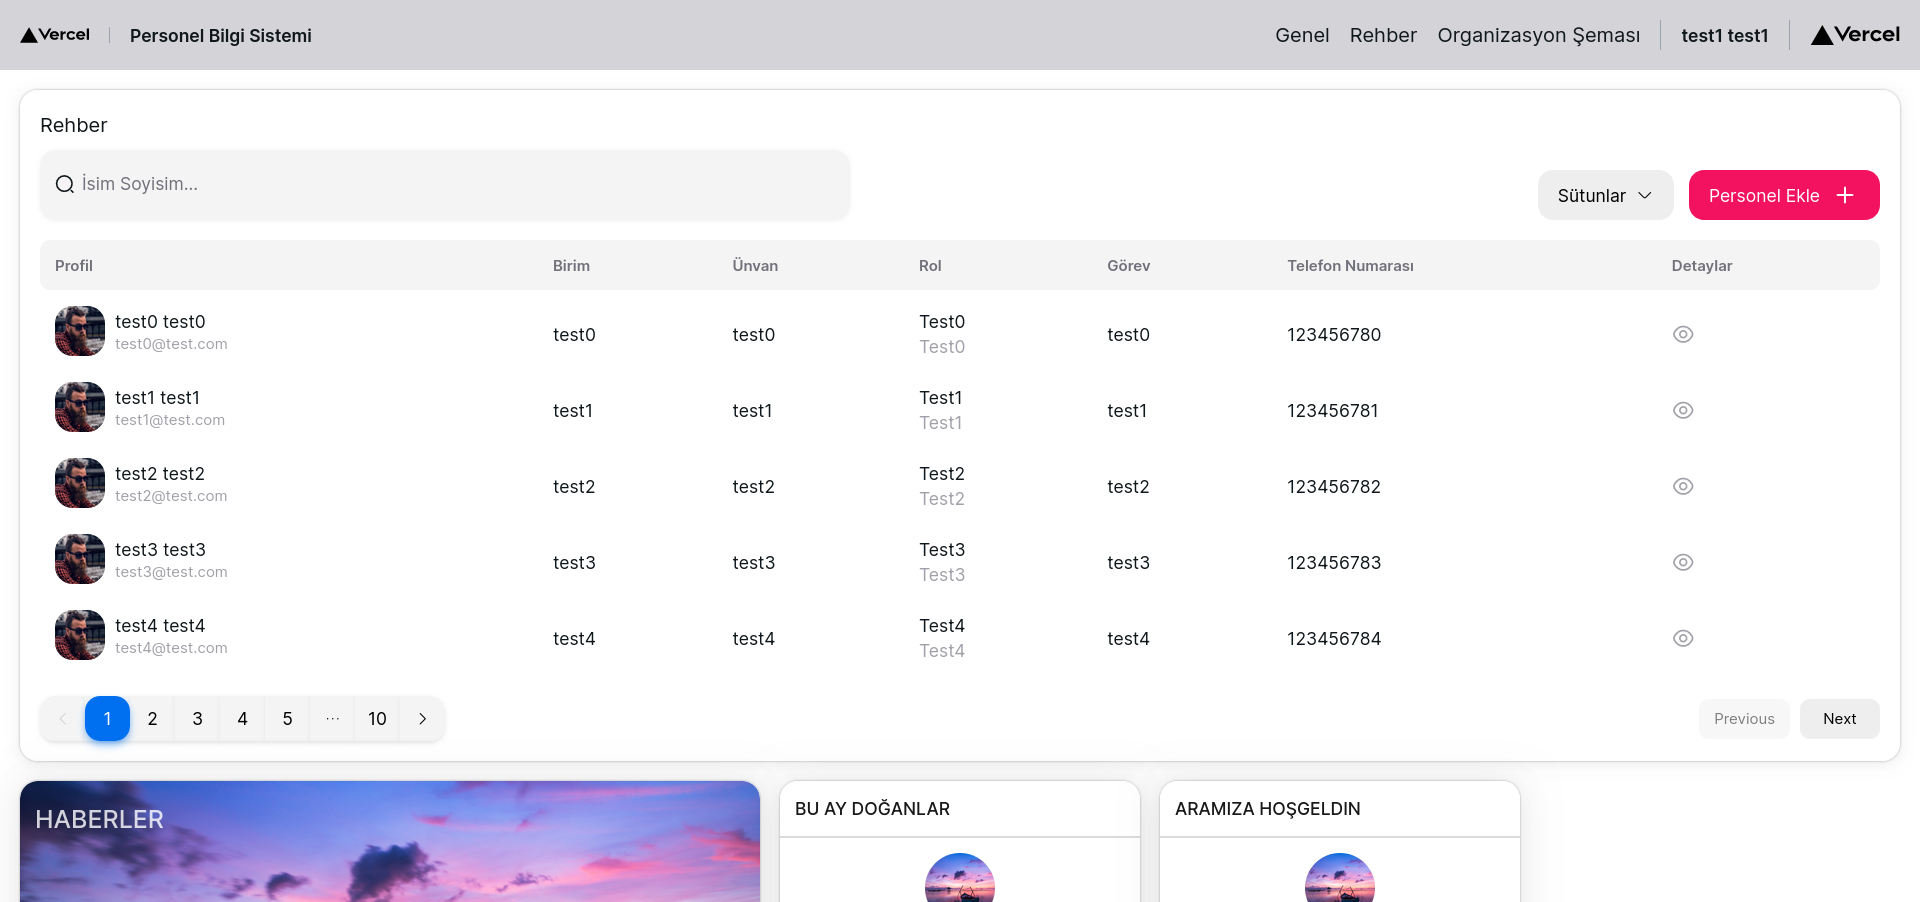 Vercel
Personel Bilgi Sistemi
Genel Rehber Organizasyon Şeması test1 test1 Vercel
Rehber
İsim Soyisim...
Sütunlar
Personel Ekle
Profil Birim Ünvan Rol Görev Telefon Numarası Detaylar
test0 test0
test0@test.com
test0 test0
Test0
Test0
test0 123456780
test1 test1
test1@test.com
test1 test1
Test1
Test1
test1 123456781
test2 test2
test2@test.com
test2 test2
Test2
Test2
test2 123456782
test3 test3
test3@test.com
test3 test3
Test3
Test3
test3 123456783
test4 test4
test4@test.com
test4 test4
Test4
Test4
test4 123456784
1 2 3 4 5 ... 10
Previous Next
HABERLER
BU AY DOĞANLAR
ARAMIZA HOŞGELDIN